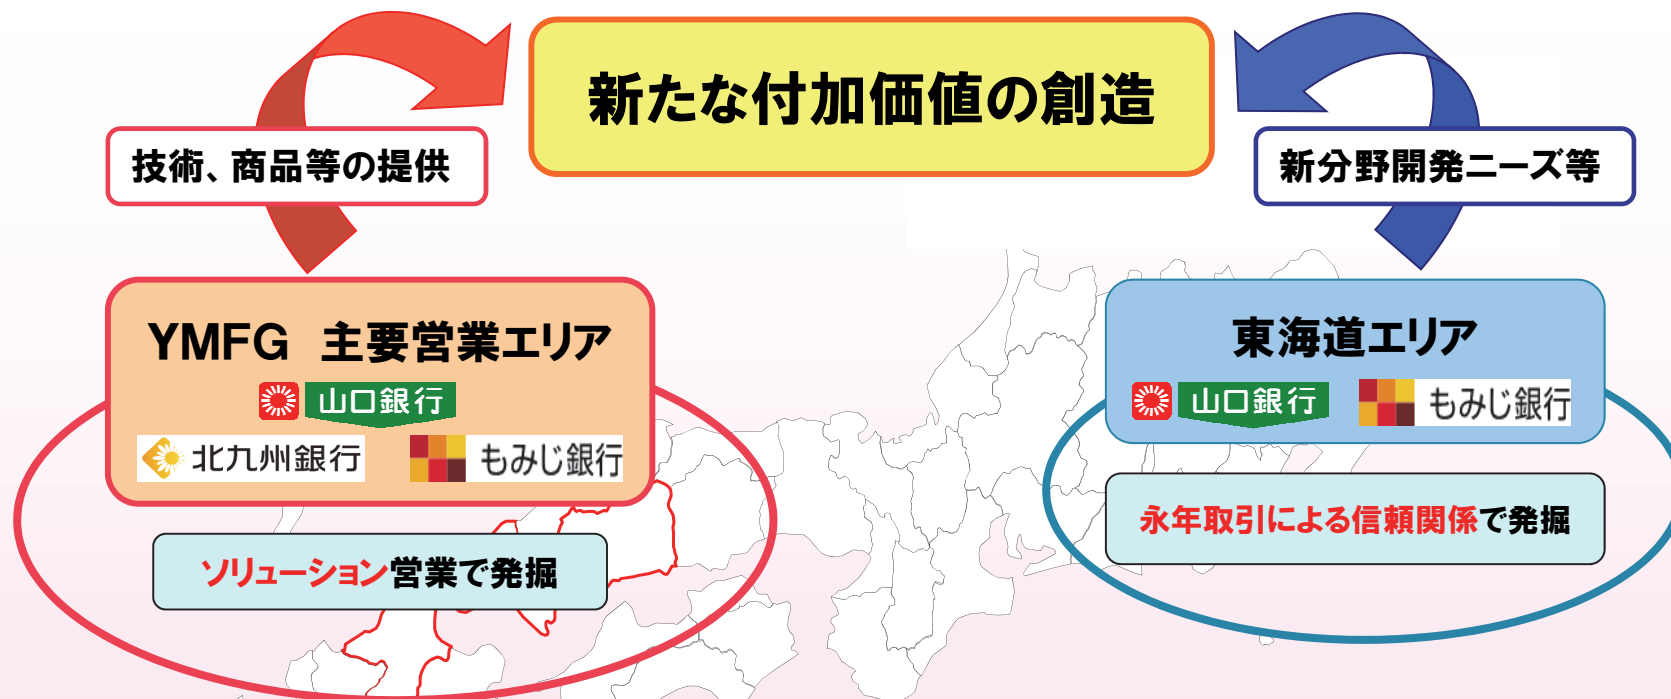 新たな付加価値の創造
技術、商品等の提供
新分野開発ニーズ等
YMFG 主要営業エリア
山口銀行
北九州銀行 もみじ銀行
ソリューション営業で発掘
東海道エリア
山口銀行 もみじ銀行
永年取引による信頼関係で発掘